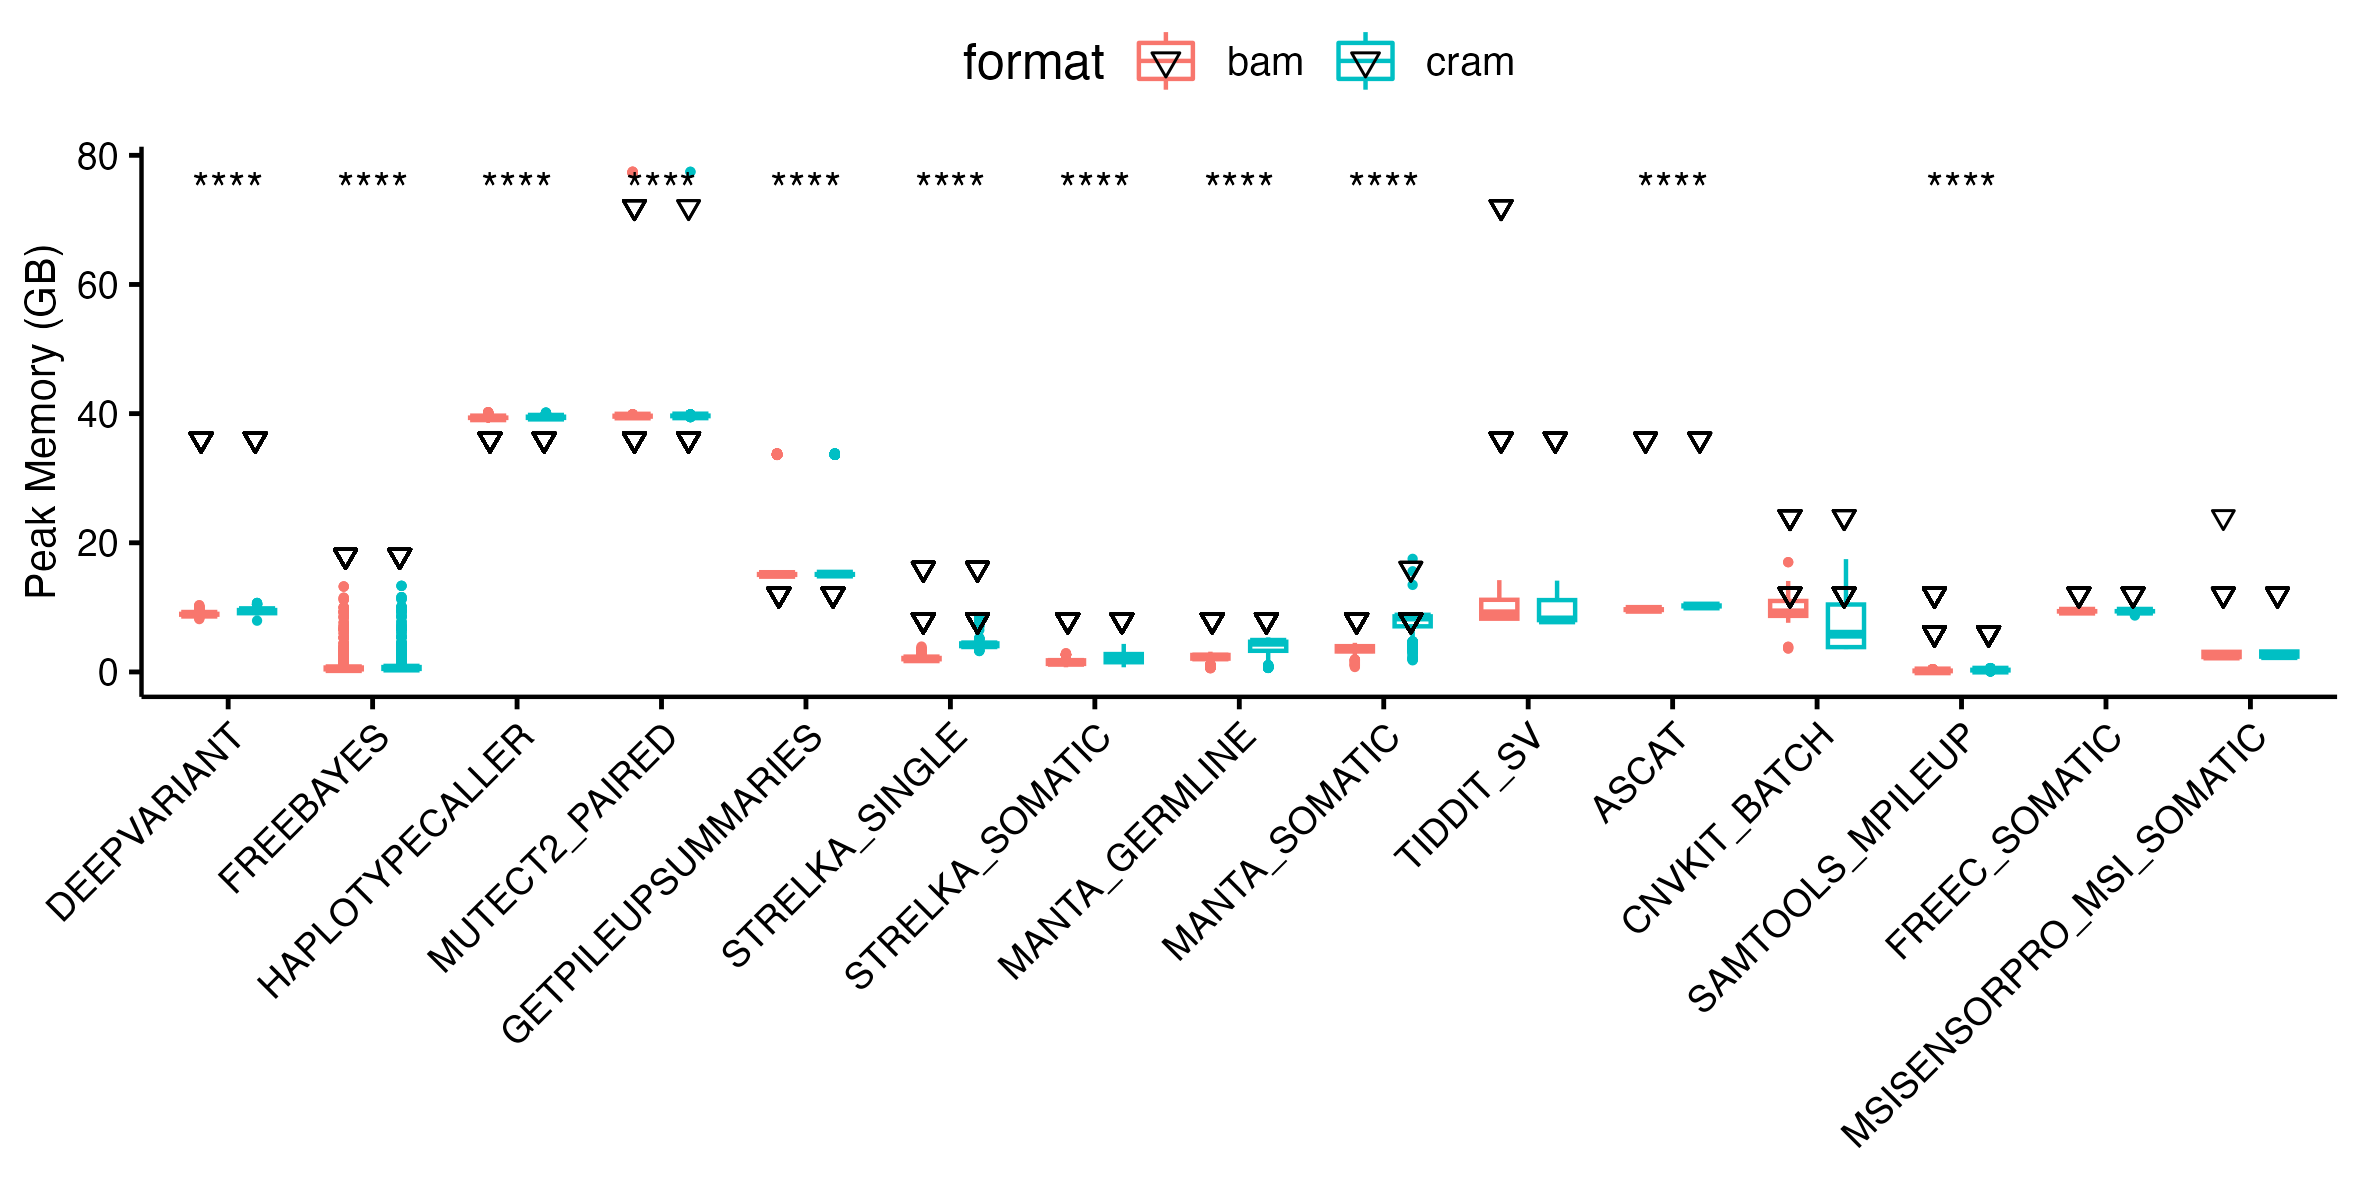 format bam cram
80
**** **** **** **** **** **** **** **** **** **** ****
60
40
20
0
Peak Memory (GB)
DEEPVARIANT
FREEBAYES
HAPLOTYPECALLER
MUTECT2_PAIRED
GETPILEUPSUMMARIES
STRELKA_SINGLE
STRELKA_SOMATIC
MANTA_GERMLINE
MANTA_SOMATIC
TIDDIT_SV
ASCAT
CNVKIT_BATCH
SAMTOOLS_MPILEUP
FREEC_SOMATIC
MSISENSORPRO_MSI_SOMATIC